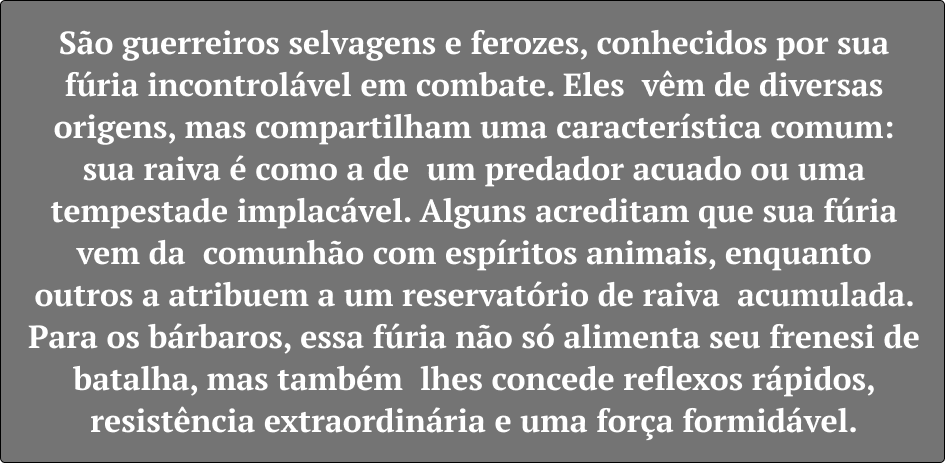 São guerreiros selvagens e ferozes, conhecidos por sua
fúria incontrolável em combate. Eles  vêm de diversas
origens, mas compartilham uma característica comum:
sua raiva é como a de  um predador acuado ou uma
tempestade implacável. Alguns acreditam que sua fúria
vem da  comunhão com espíritos animais, enquanto
outros a atribuem a um reservatório de raiva  acumulada.
Para os bárbaros, essa fúria não só alimenta seu frenesi de
batalha, mas também  lhes concede reflexos rápidos,
resistência extraordinária e uma força formidável.